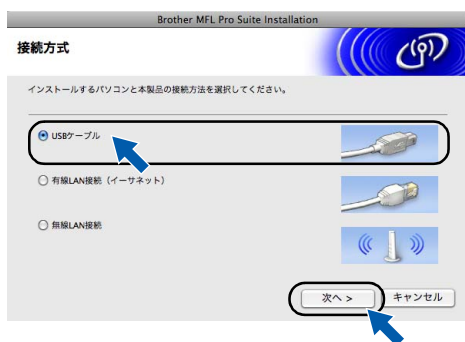 Brother MFL Pro Suite Installation
接続方式
インストールするパソコンと本製品の接続方法を選択してください。
USBケーブル
有線LAN接続（イーサネット）
無線LAN接続
次へ >
キャンセル